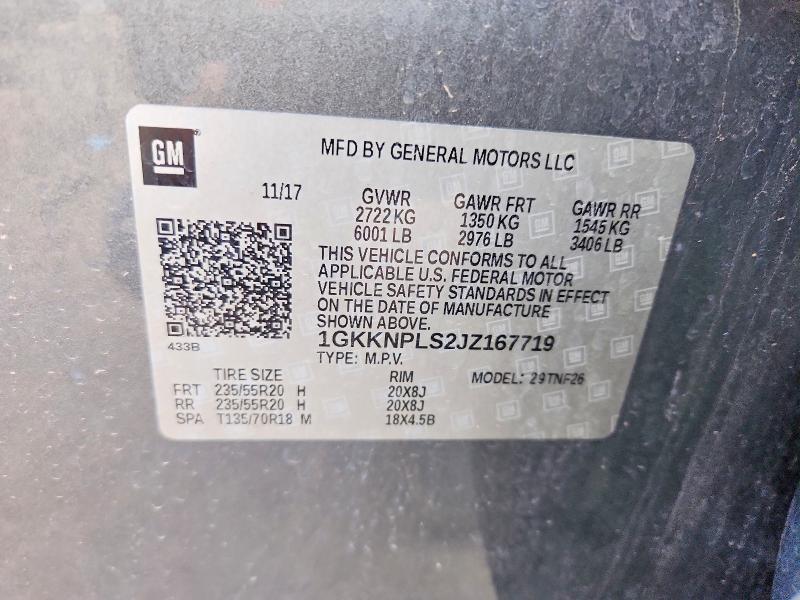 GM
MFD BY GENERAL MOTORS LLC
11/17
GVWR GAWR FRT GAWR RR
2722 KG 1350 KG 1545 KG
6001 LB 2976 LB 3406 LB
THIS VEHICLE CONFORMS TO ALL
APPLICABLE U.S. FEDERAL MOTOR
VEHICLE SAFETY STANDARDS IN EFFECT
ON THE DATE OF MANUFACTURE
SHOWN ABOVE.
433B
1GKKNPLS2JZ167719
TYPE: M.P.V.
TIRE SIZE RIM MODEL: 29TNF26
FRT 235/55R20 H 20X8J
RR 235/55R20 H 20X8J
SPA T135/70R18 M 18X4.5B